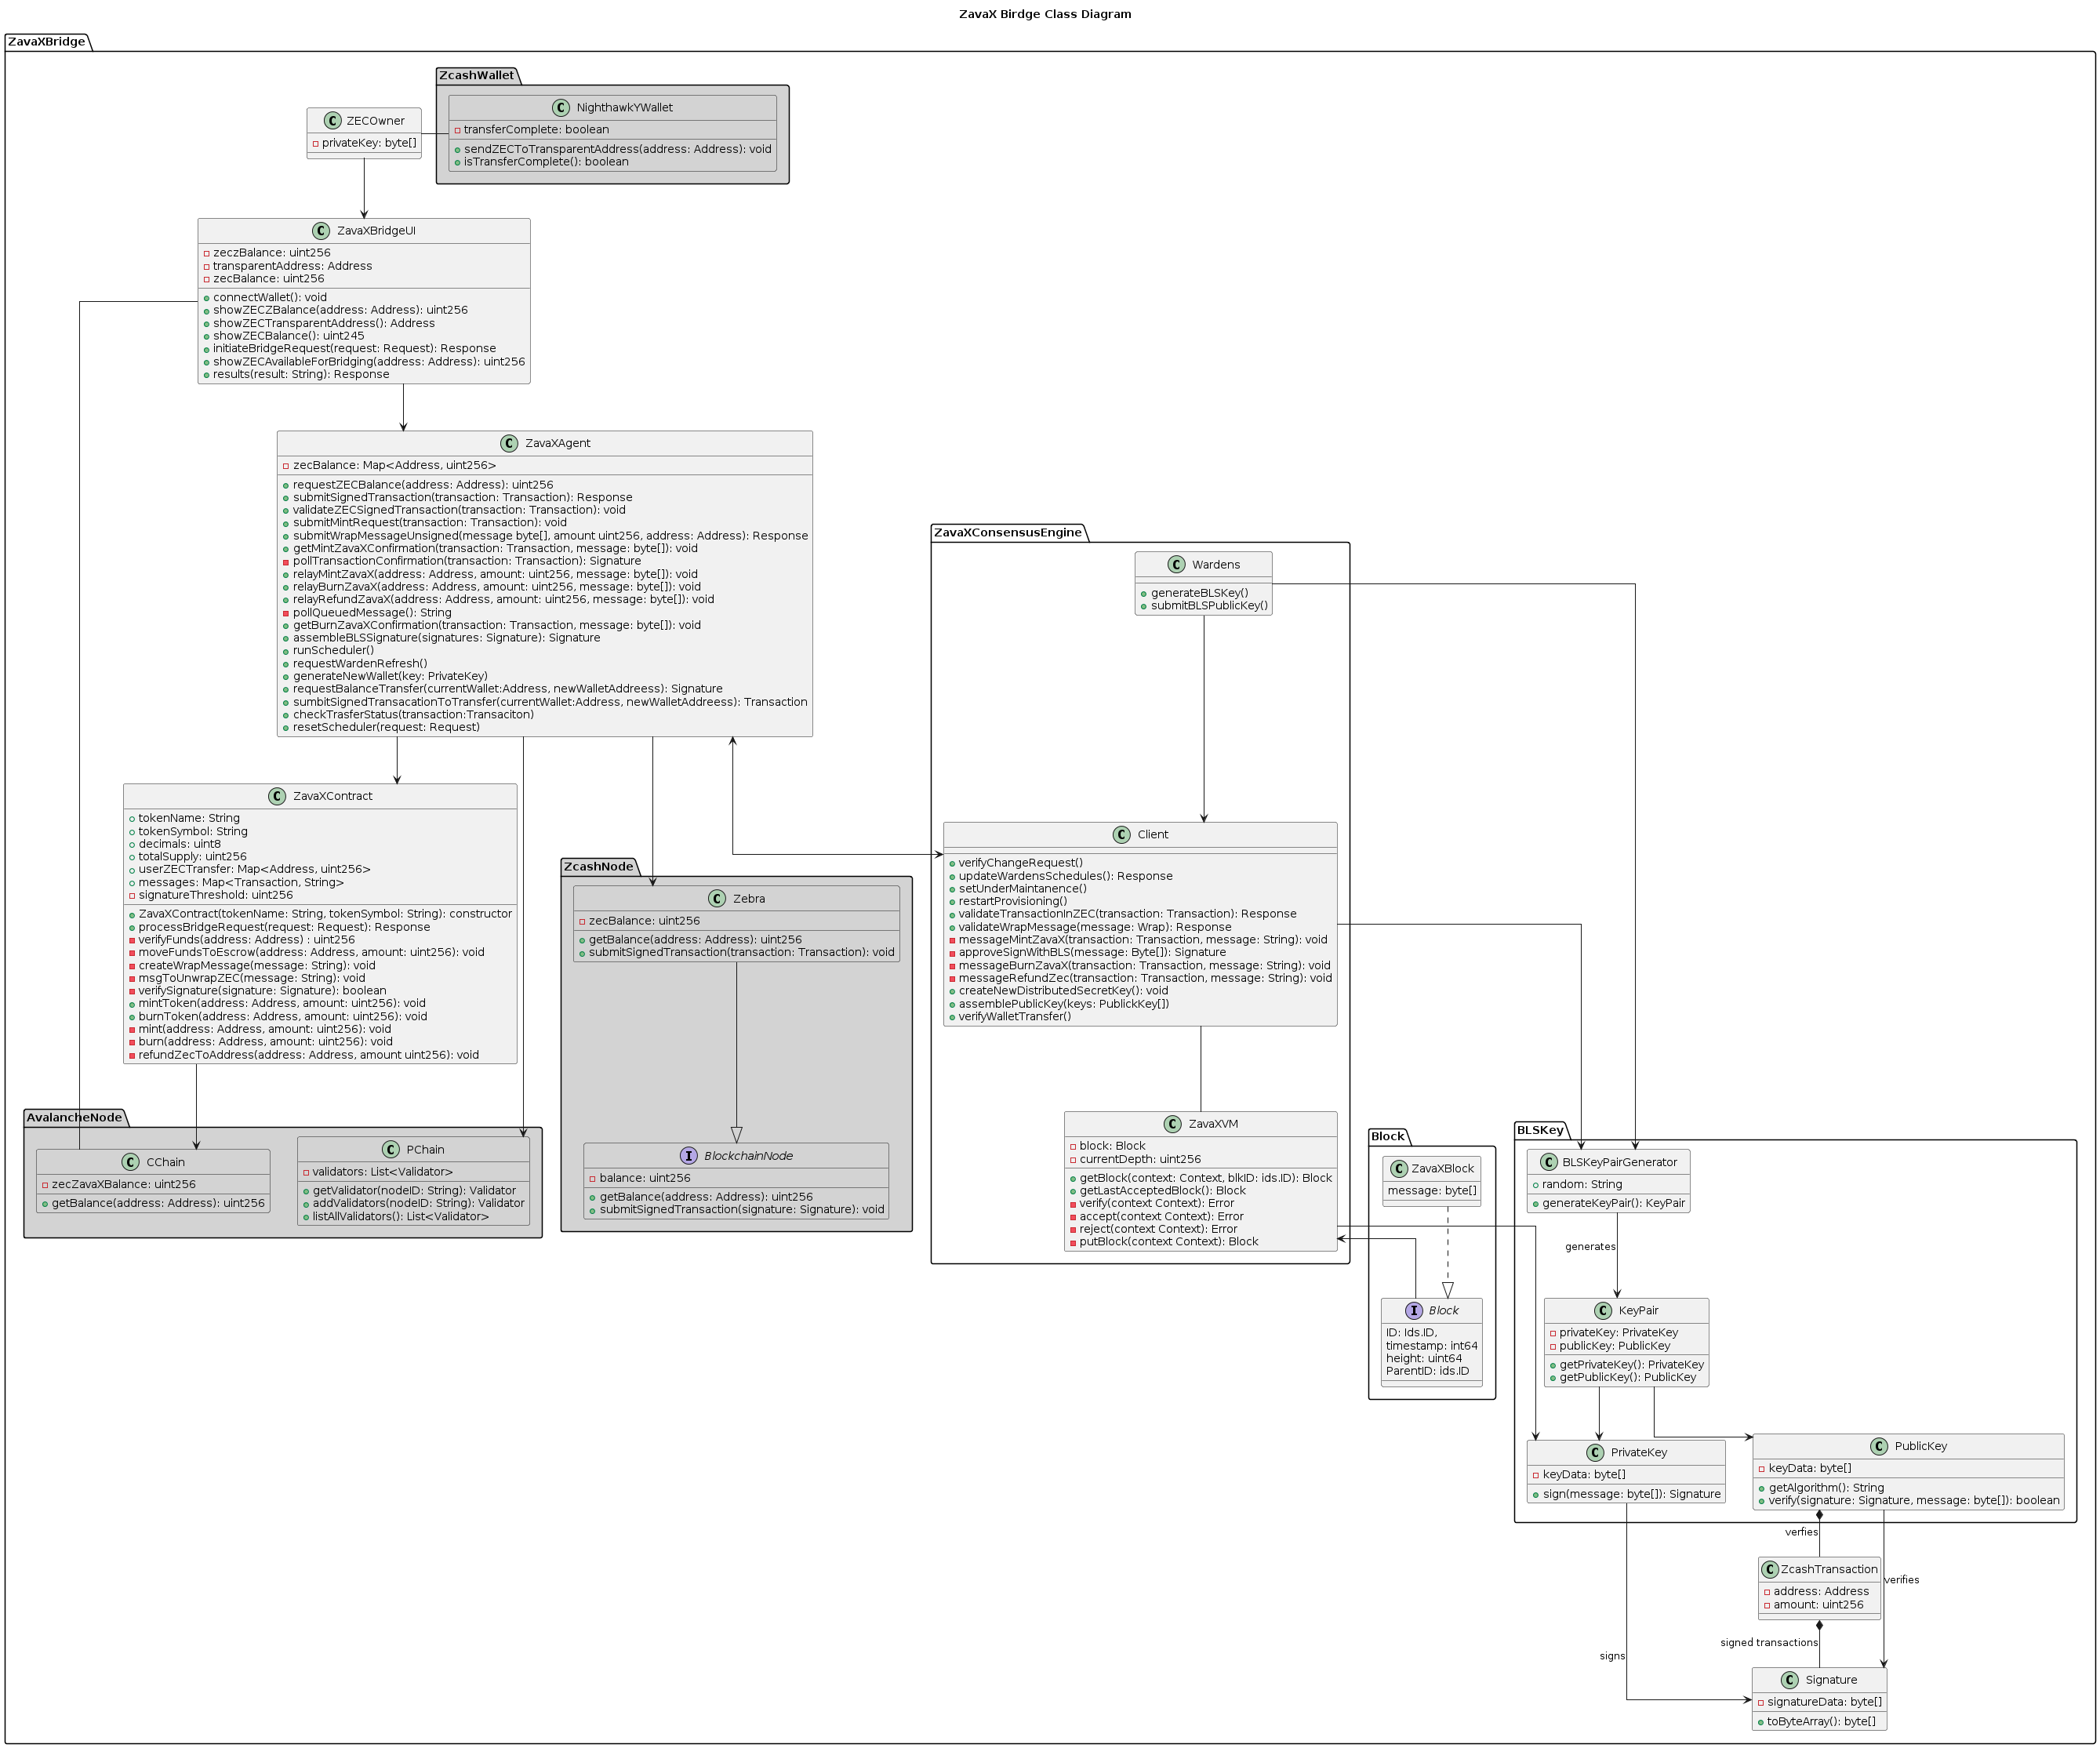 ZavaX Birdge Class Diagram
ZavaXBridge
ZcashWallet
NighthawkYWallet
transferComplete: boolean
sendZECToTransparentAddress(address: Address): void
isTransferComplete(): boolean
ZECOwner
privateKey: byte[]
ZavaXBridgeUI
zeczBalance: uint256
transparentAddress: Address
zecBalance: uint256
connectWallet(): void
showZECZBalance(address: Address): uint256
showZECTransparentAddress(): Address
showZECBalance(): uint245
initiateBridgeRequest(request: Request): Response
showZECAvailableForBridging(address: Address): uint256
results(result: String): Response
ZavaXAgent
zecBalance: Map<Address, uint256>
requestZECBalance(address: Address): uint256
submitSignedTransaction(transaction: Transaction): Response
validateZECSignedTransaction(transaction: Transaction): void
submitMintRequest(transaction: Transaction): void
submitWrapMessageUnsigned(message byte[], amount uint256, address: Address): Response
getMintZavaXConfirmation(transaction: Transaction, message: byte[]): void
pollTransactionConfirmation(transaction: Transaction): Signature
relayMintZavaX(address: Address, amount: uint256, message: byte[]): void
relayBurnZavaX(address: Address, amount: uint256, message: byte[]): void
relayRefundZavaX(address: Address, amount: uint256, message: byte[]): void
pollQueuedMessage(): String
getBurnZavaXConfirmation(transaction: Transaction, message: byte[]): void
assembleBLSSignature(signatures: Signature): Signature
runScheduler()
requestWardenRefresh()
generateNewWallet(key: PrivateKey)
requestBalanceTransfer(currentWallet:Address, newWalletAddreess): Signature
sumbitSignedTransacationToTransfer(currentWallet:Address, newWalletAddreess): Transaction
checkTrasferStatus(transaction:Transaciton)
resetScheduler(request: Request)
ZavaXConsensusEngine
Wardens
generateBLSKey()
submitBLSPublicKey()
ZavaXContract
tokenName: String
tokenSymbol: String
decimals: uint8
totalSupply: uint256
userZECTransfer: Map<Address, uint256>
messages: Map<Transaction, String>
signatureThreshold: uint256
ZavaXContract(tokenName: String, tokenSymbol: String): constructor
processBridgeRequest(request: Request): Response
verifyFunds(address: Address) : uint256
moveFundsToEscrow(address: Address, amount: uint256): void
createWrapMessage(message: String): void
msgToUnwrapZEC(message: String): void
verifySignature(signature: Signature): boolean
mintToken(address: Address, amount: uint256): void
burnToken(address: Address, amount: uint256): void
mint(address: Address, amount: uint256): void
burn(address: Address, amount: uint256): void
refundZecToAddress(address: Address, amount uint256): void
ZcashNode
Zebra
zecBalance: uint256
getBalance(address: Address): uint256
submitSignedTransaction(transaction: Transaction): void
Client
verifyChangeRequest()
updateWardensSchedules(): Response
setUnderMaintanence()
restartProvisioning()
validateTransactionInZEC(transaction: Transaction): Response
validateWrapMessage(message: Wrap): Response
messageMintZavaX(transaction: Transaction, message: String): void
approveSignWithBLS(message: Byte[]): Signature
messageBurnZavaX(transaction: Transaction, message: String): void
messageRefundZec(transaction: Transaction, message: String): void
createNewDistributedSecretKey(): void
assemblePublicKey(keys: PublickKey[])
verifyWalletTransfer()
AvalancheNode
CChain
zecZavaXBalance: uint256
getBalance(address: Address): uint256
PChain
validators: List<Validator>
getValidator(nodeID: String): Validator
addValidators(nodeID: String): Validator
listAllValidators(): List<Validator>
BlockchainNode
balance: uint256
getBalance(address: Address): uint256
submitSignedTransaction(signature: Signature): void
ZavaXVM
block: Block
currentDepth: uint256
getBlock(context: Context, blkID: ids.ID): Block
getLastAcceptedBlock(): Block
verify(context Context): Error
accept(context Context): Error
reject(context Context): Error
putBlock(context Context): Block
Block
ZavaXBlock
message: byte[]
Block
ID: Ids.ID,
timestamp: int64
height: uint64
ParentID: ids.ID
BLSKey
BLSKeyPairGenerator
random: String
generateKeyPair(): KeyPair
generates
KeyPair
privateKey: PrivateKey
publicKey: PublicKey
getPrivateKey(): PrivateKey
getPublicKey(): PublicKey
PrivateKey
keyData: byte[]
sign(message: byte[]): Signature
PublicKey
keyData: byte[]
getAlgorithm(): String
verify(signature: Signature, message: byte[]): boolean
verfies
ZcashTransaction
address: Address
amount: uint256
verifies
signed transactions
signs
Signature
signatureData: byte[]
toByteArray(): byte[]